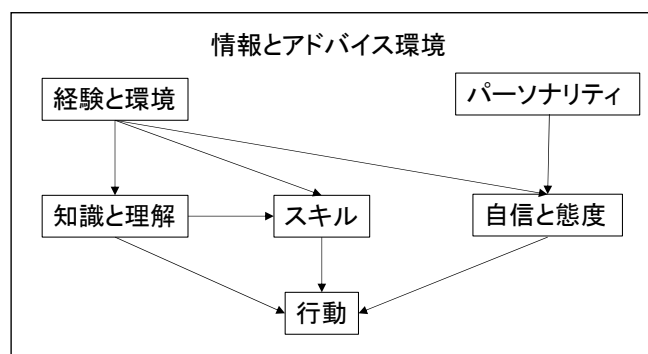 情報とアドバイス環境
経験と環境
パーソナリティ
知識と理解
スキル
自信と態度
行動